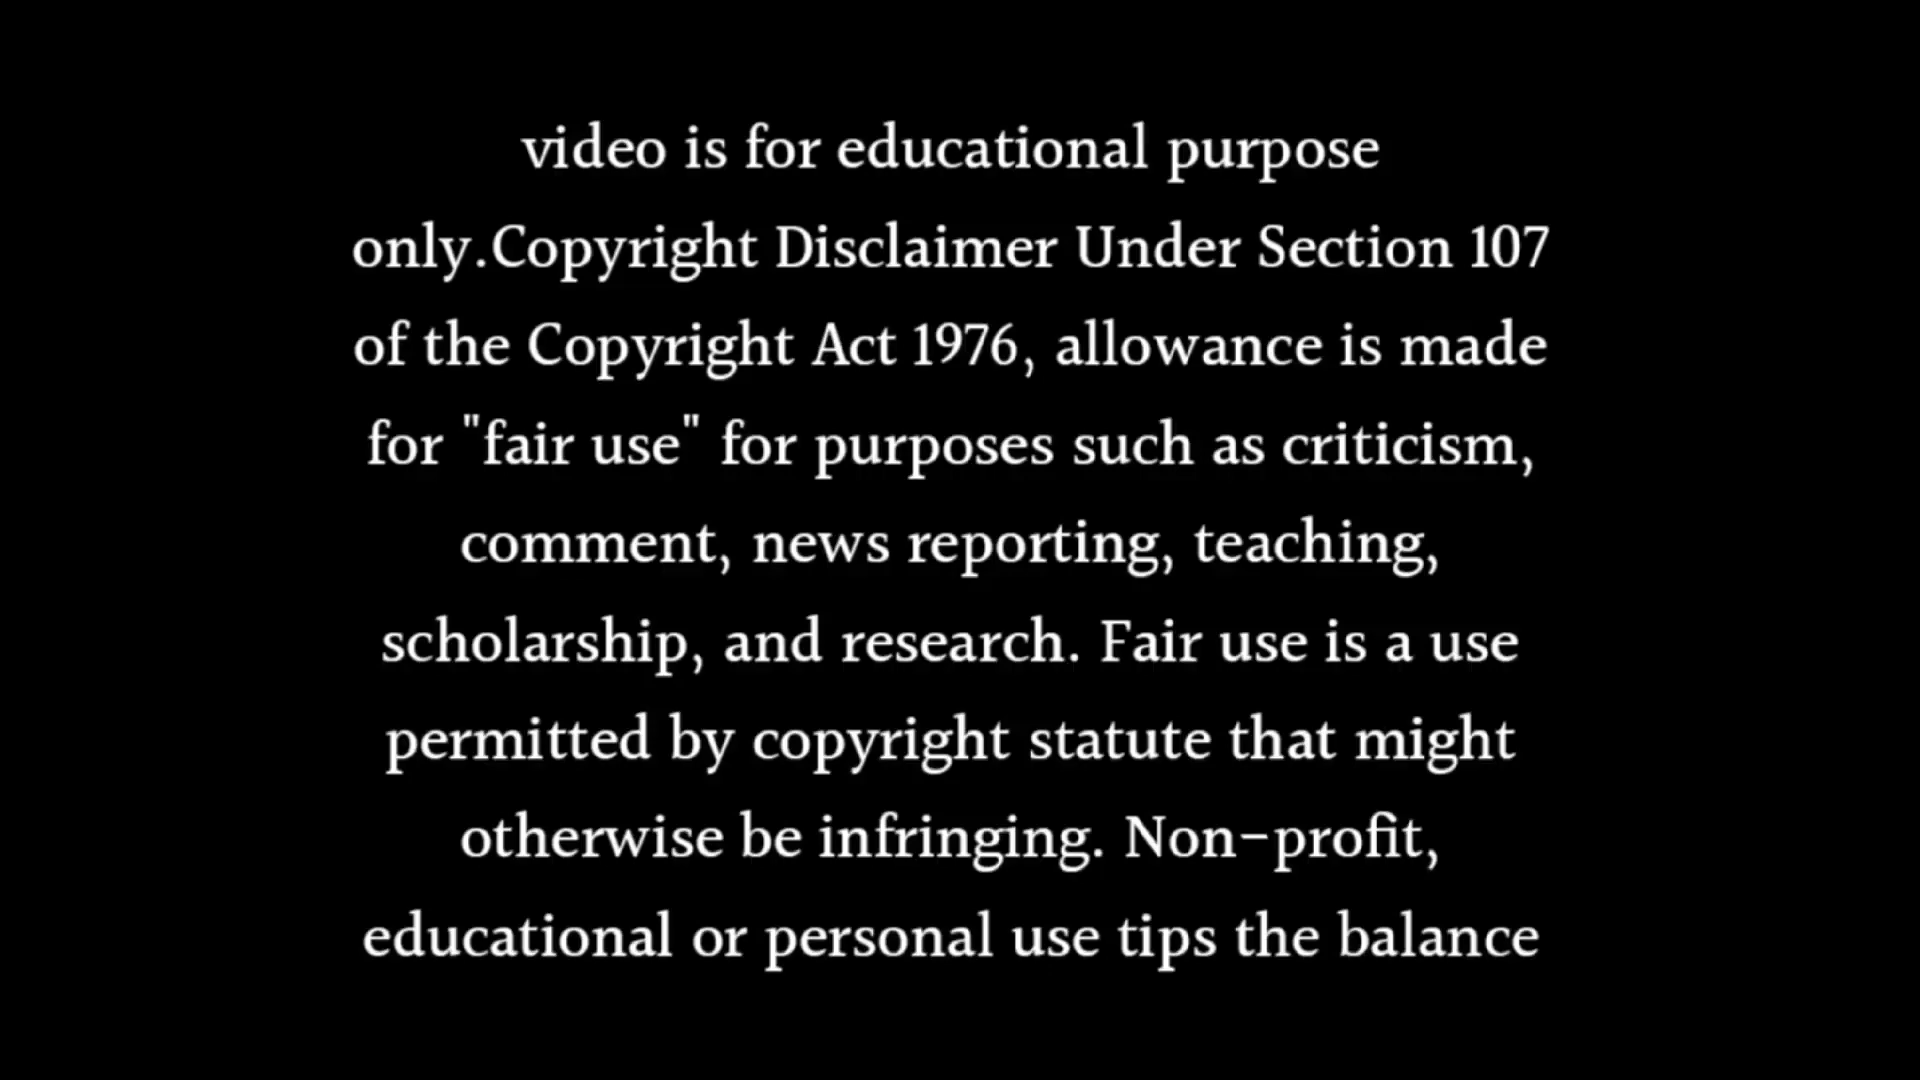 video is for educational purpose
only.Copyright Disclaimer Under Section 107
of the Copyright Act 1976, allowance is made
for "fair use" for purposes such as criticism,
comment, news reporting, teaching,
scholarship, and research. Fair use is a use
permitted by copyright statute that might
otherwise be infringing. Non-profit,
educational or personal use tips the balance